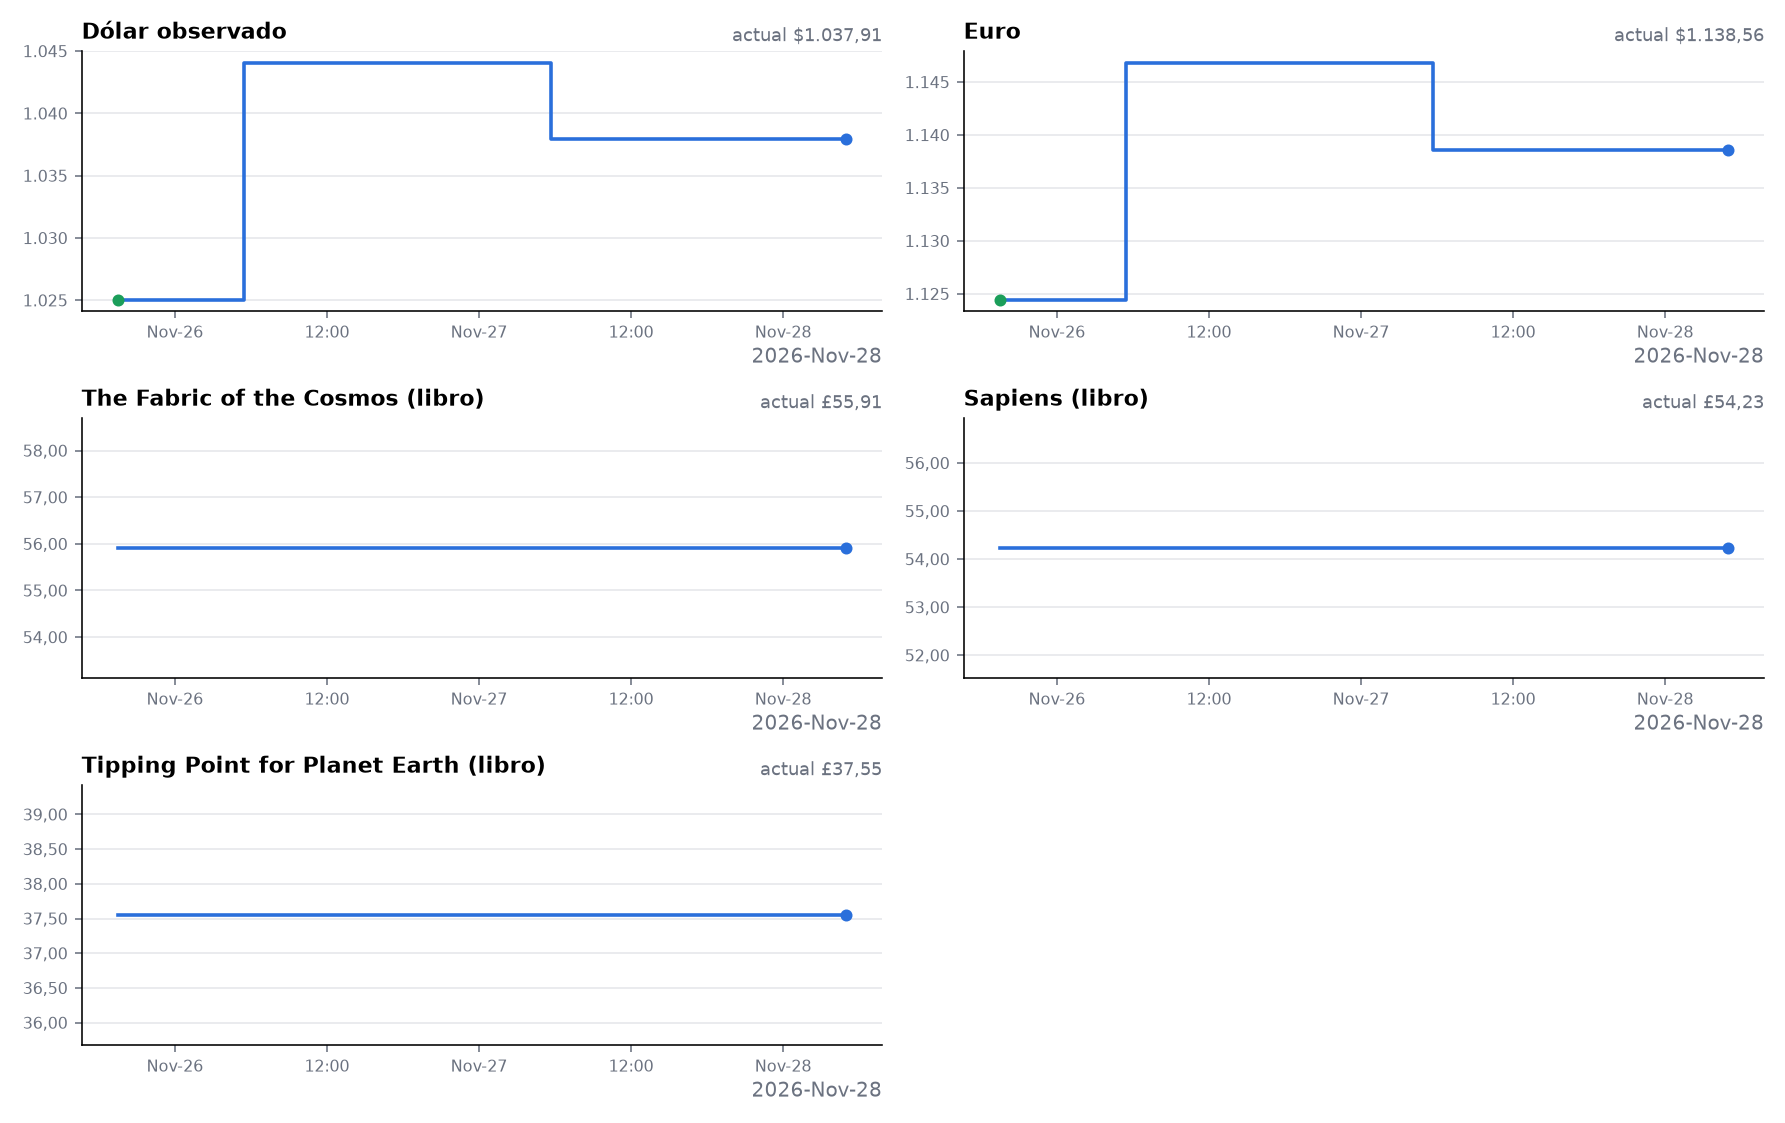 Dólar observado
actual $1.037,91
1.045
1.040
1.035
1.030
1.025
Nov-26 12:00 Nov-27 12:00 Nov-28
2026-Nov-28
Euro
actual $1.138,56
1.145
1.140
1.135
1.130
1.125
Nov-26 12:00 Nov-27 12:00 Nov-28
2026-Nov-28
The Fabric of the Cosmos (libro)
actual £55,91
58,00
57,00
56,00
55,00
54,00
Nov-26 12:00 Nov-27 12:00 Nov-28
2026-Nov-28
Sapiens (libro)
actual £54,23
56,00
55,00
54,00
53,00
52,00
Nov-26 12:00 Nov-27 12:00 Nov-28
2026-Nov-28
Tipping Point for Planet Earth (libro)
actual £37,55
39,00
38,50
38,00
37,50
37,00
36,50
36,00
Nov-26 12:00 Nov-27 12:00 Nov-28
2026-Nov-28